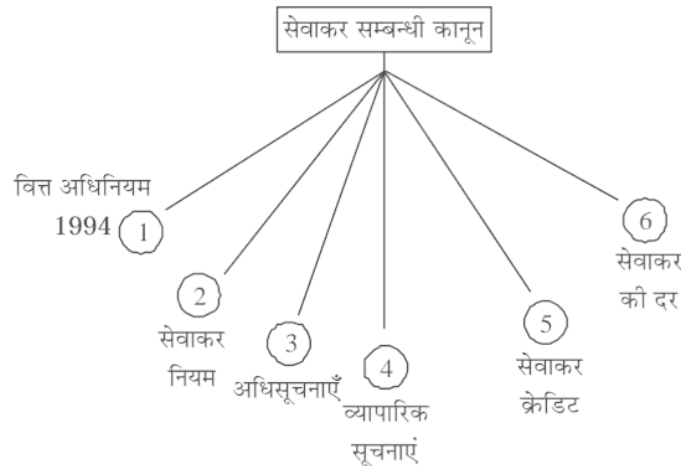 सेवाकर सम्बन्धी कानून
वित्त अधिनियम
1994 1
2
सेवाकर
नियम
3
अधिसूचनाएँ
4
व्यापारिक
सूचनाएं
5
सेवाकर
क्रेडिट
6
सेवाकर
की दर